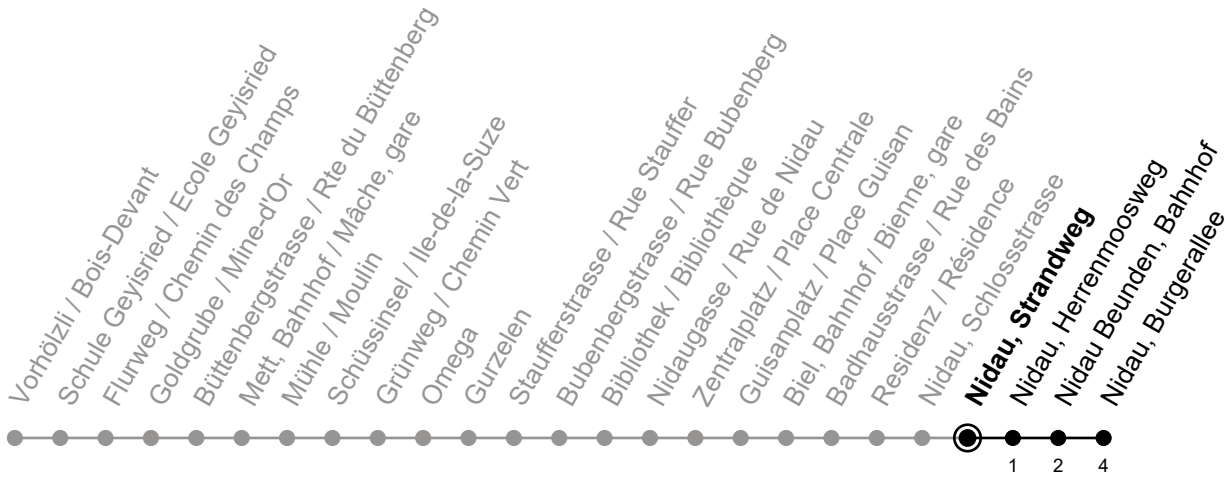 Vorhölzli / Bois-Devant
Schule Geyisried / Ecole Geyisried
Flurweg / Chemin des Champs
Goldgrube / Mine-d'Or
Büttenbergstrasse / Rte du Büttenberg
Mett, Bahnhof / Mâche, gare
Mühle / Moulin
Schüssinsel / Ile-de-la-Suze
Grünweg / Chemin Vert
Omega
Gurzelen
Staufferstrasse / Rue Stauffer
Bubenbergstrasse / Rue Bubenberg
Bibliothek / Bibliothèque
Nidaugasse / Rue de Nidau
Zentralplatz / Place Centrale
Guisanplatz / Place Guisan
Biel, Bahnhof / Bienne, gare
Badhausstrasse / Rue des Bains
Residenz / Résidence
Nidau, Schlossstrasse
Nidau, Strandweg
Nidau, Herrenmoosweg
Nidau Beunden, Bahnhof
Nidau, Burgerallee
1 2 4